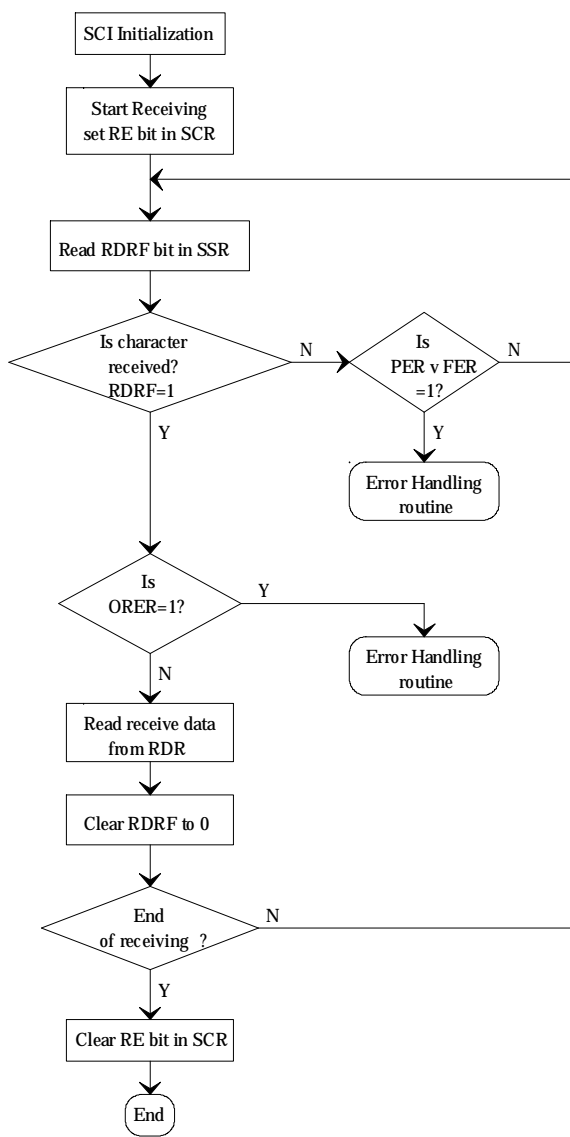 SCI Initialization
Start Receiving
set RE bit in SCR
Read RDRF bit in SSR
Is character
received?
RDRF=1
N
Is
PER v FER
=1?
N
Y
Y
Error Handling
routine
Is
ORER=1?
Y
Error Handling
routine
N
Read receive data
from RDR
Clear RDRF to 0
End
of receiving ?
N
Y
Clear RE bit in SCR
End